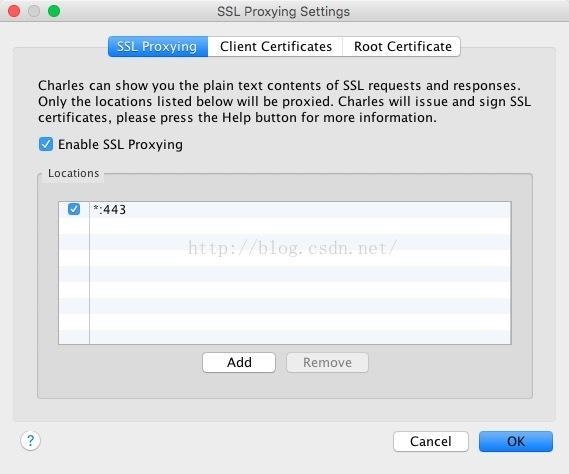 SSL Proxying Settings
SSL Proxying Client Certificates Root Certificate
Charles can show you the plain text contents of SSL requests and responses.
Only the locations listed below will be proxied. Charles will issue and sign SSL
certificates, please press the Help button for more information.
Enable SSL Proxying
Locations
*:443
http://blog.csdn.net/
Add Remove
? Cancel OK